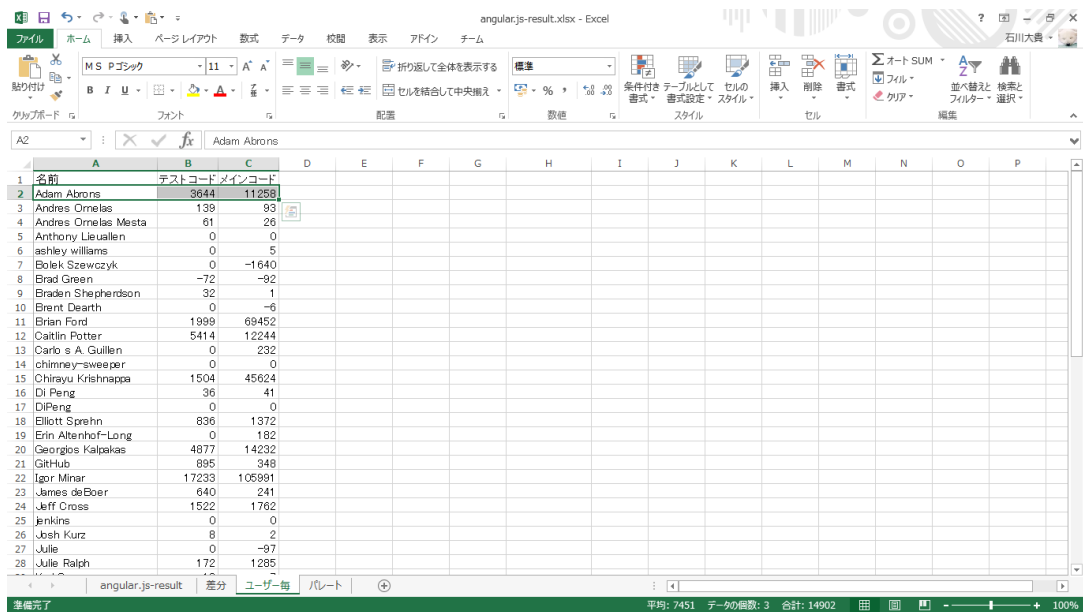 angular.js-result.xlsx - Excel
ファイル ホーム 挿入 ページ レイアウト 数式 データ 校閲 表示 アドイン チーム 石川大貴
貼り付け
クリップボード
MS Pゴシック 11
B I U
フォント
折り返して全体を表示する
セルを結合して中央揃え
配置
標準
%
数値
条件付き書式
テーブルとして書式設定
セルのスタイル
スタイル
挿入 削除 書式
セル
オート SUM
フィル
クリア
並べ替えとフィルター
検索と選択
編集
A2 fx Adam Abrons
A B C D E F G H I J K L M N O P
1 名前 テストコード メインコード
2 Adam Abrons 3644 11258
3 Andres Ornelas 139 93
4 Andres Ornelas Mesta 61 26
5 Anthony Lieuallen 0 0
6 ashley williams 0 5
7 Bolek Szewczyk 0 -1640
8 Brad Green -72 -92
9 Braden Shepherdson 32 1
10 Brent Dearth 0 -6
11 Brian Ford 1999 69452
12 Caitlin Potter 5414 12244
13 Carlo s A. Guillen 0 232
14 chimney-sweeper 0 0
15 Chirayu Krishnappa 1504 45624
16 Di Peng 36 41
17 DiPeng 0 0
18 Elliott Sprehn 836 1372
19 Erin Altenhof-Long 0 182
20 Georgios Kalpakas 4877 14232
21 GitHub 895 348
22 Igor Minar 17233 105991
23 James deBoer 640 241
24 Jeff Cross 1522 1762
25 jenkins 0 0
26 Josh Kurz 8 2
27 Julie 0 -97
28 Julie Ralph 172 1285
angular.js-result 差分 ユーザー毎 パレート
準備完了 平均: 7451 データの個数: 3 合計: 14902 100%